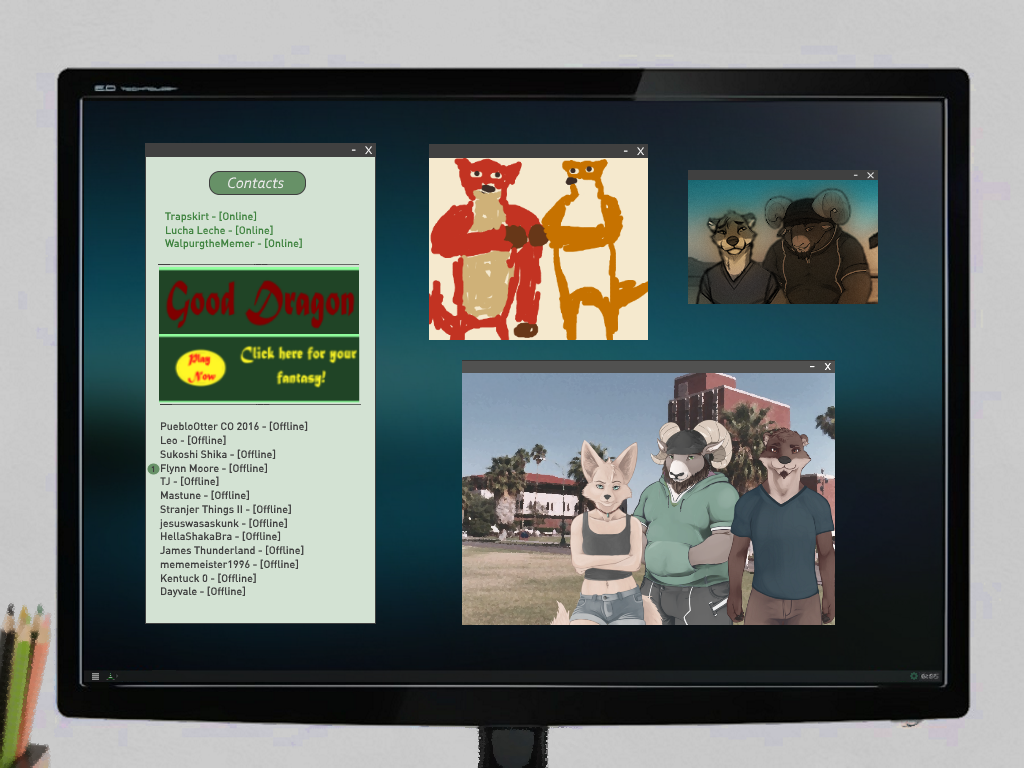 - X
Contacts
Trapskirt - [Online]
Lucha Leche - [Online]
WalpurgtheMemer - [Online]
Good Dragon
Play Now
Click here for your fantasy!
PuebloOtter CO 2016 - [Offline]
Leo - [Offline]
Sukoshi Shika - [Offline]
1 Flynn Moore - [Offline]
TJ - [Offline]
Mastune - [Offline]
Stranjer Things II - [Offline]
jesuswasaskunk - [Offline]
HellaShakaBra - [Offline]
James Thunderland - [Offline]
mememeister1996 - [Offline]
Kentuck 0 - [Offline]
Dayvale - [Offline]
- X
- X
- X